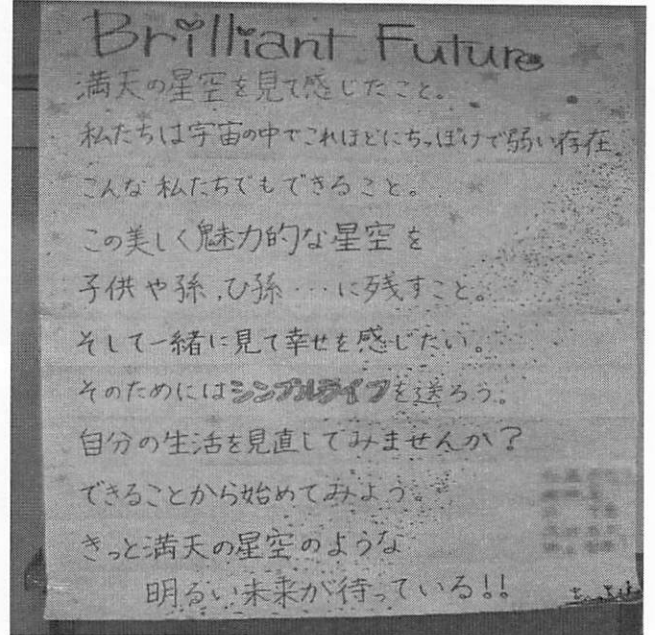 Brilliant Future
満天の星空を見て感じたこと。
私たちは宇宙の中でこれほどにちっぽけで弱い存在。
こんな私たちでもできること。
この美しく魅力的な星空を
子供や孫,ひ孫…に残すこと。
そして一緒に見て幸せを感じたい。
そのためにはシンプルライフを送ろう。
自分の生活を見直してみませんか?
できることから始めてみよう。
きっと満天の星空のような
明るい未来が待っている!!